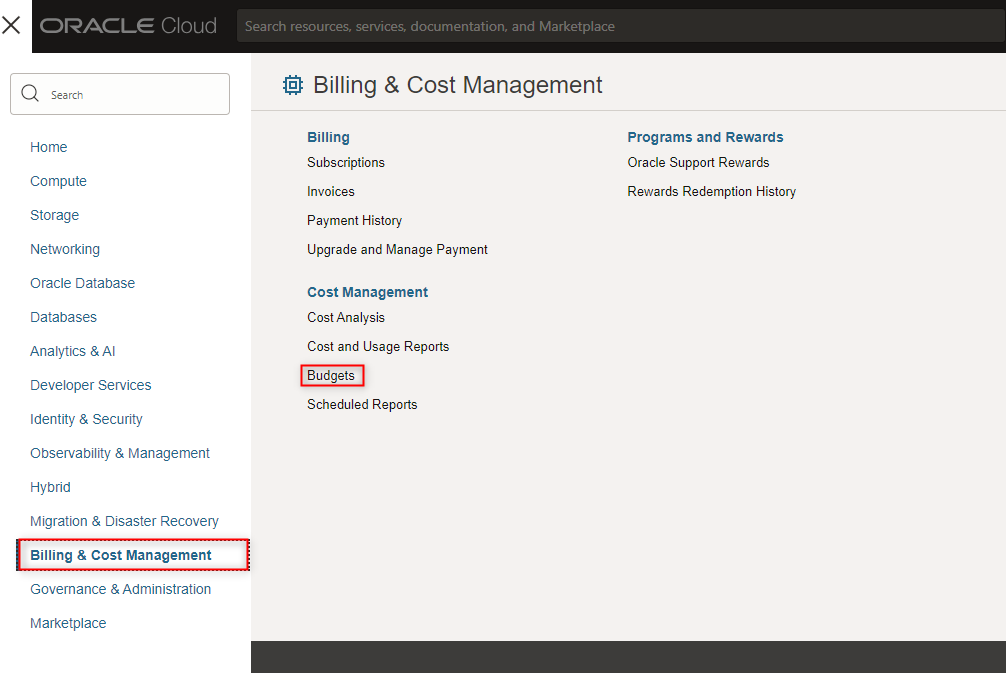 ORACLE Cloud
Search resources, services, documentation, and Marketplace
Search
Home
Compute
Storage
Networking
Oracle Database
Databases
Analytics & AI
Developer Services
Identity & Security
Observability & Management
Hybrid
Migration & Disaster Recovery
Billing & Cost Management
Governance & Administration
Marketplace
Billing & Cost Management
Billing
Subscriptions
Invoices
Payment History
Upgrade and Manage Payment
Cost Management
Cost Analysis
Cost and Usage Reports
Budgets
Scheduled Reports
Programs and Rewards
Oracle Support Rewards
Rewards Redemption History